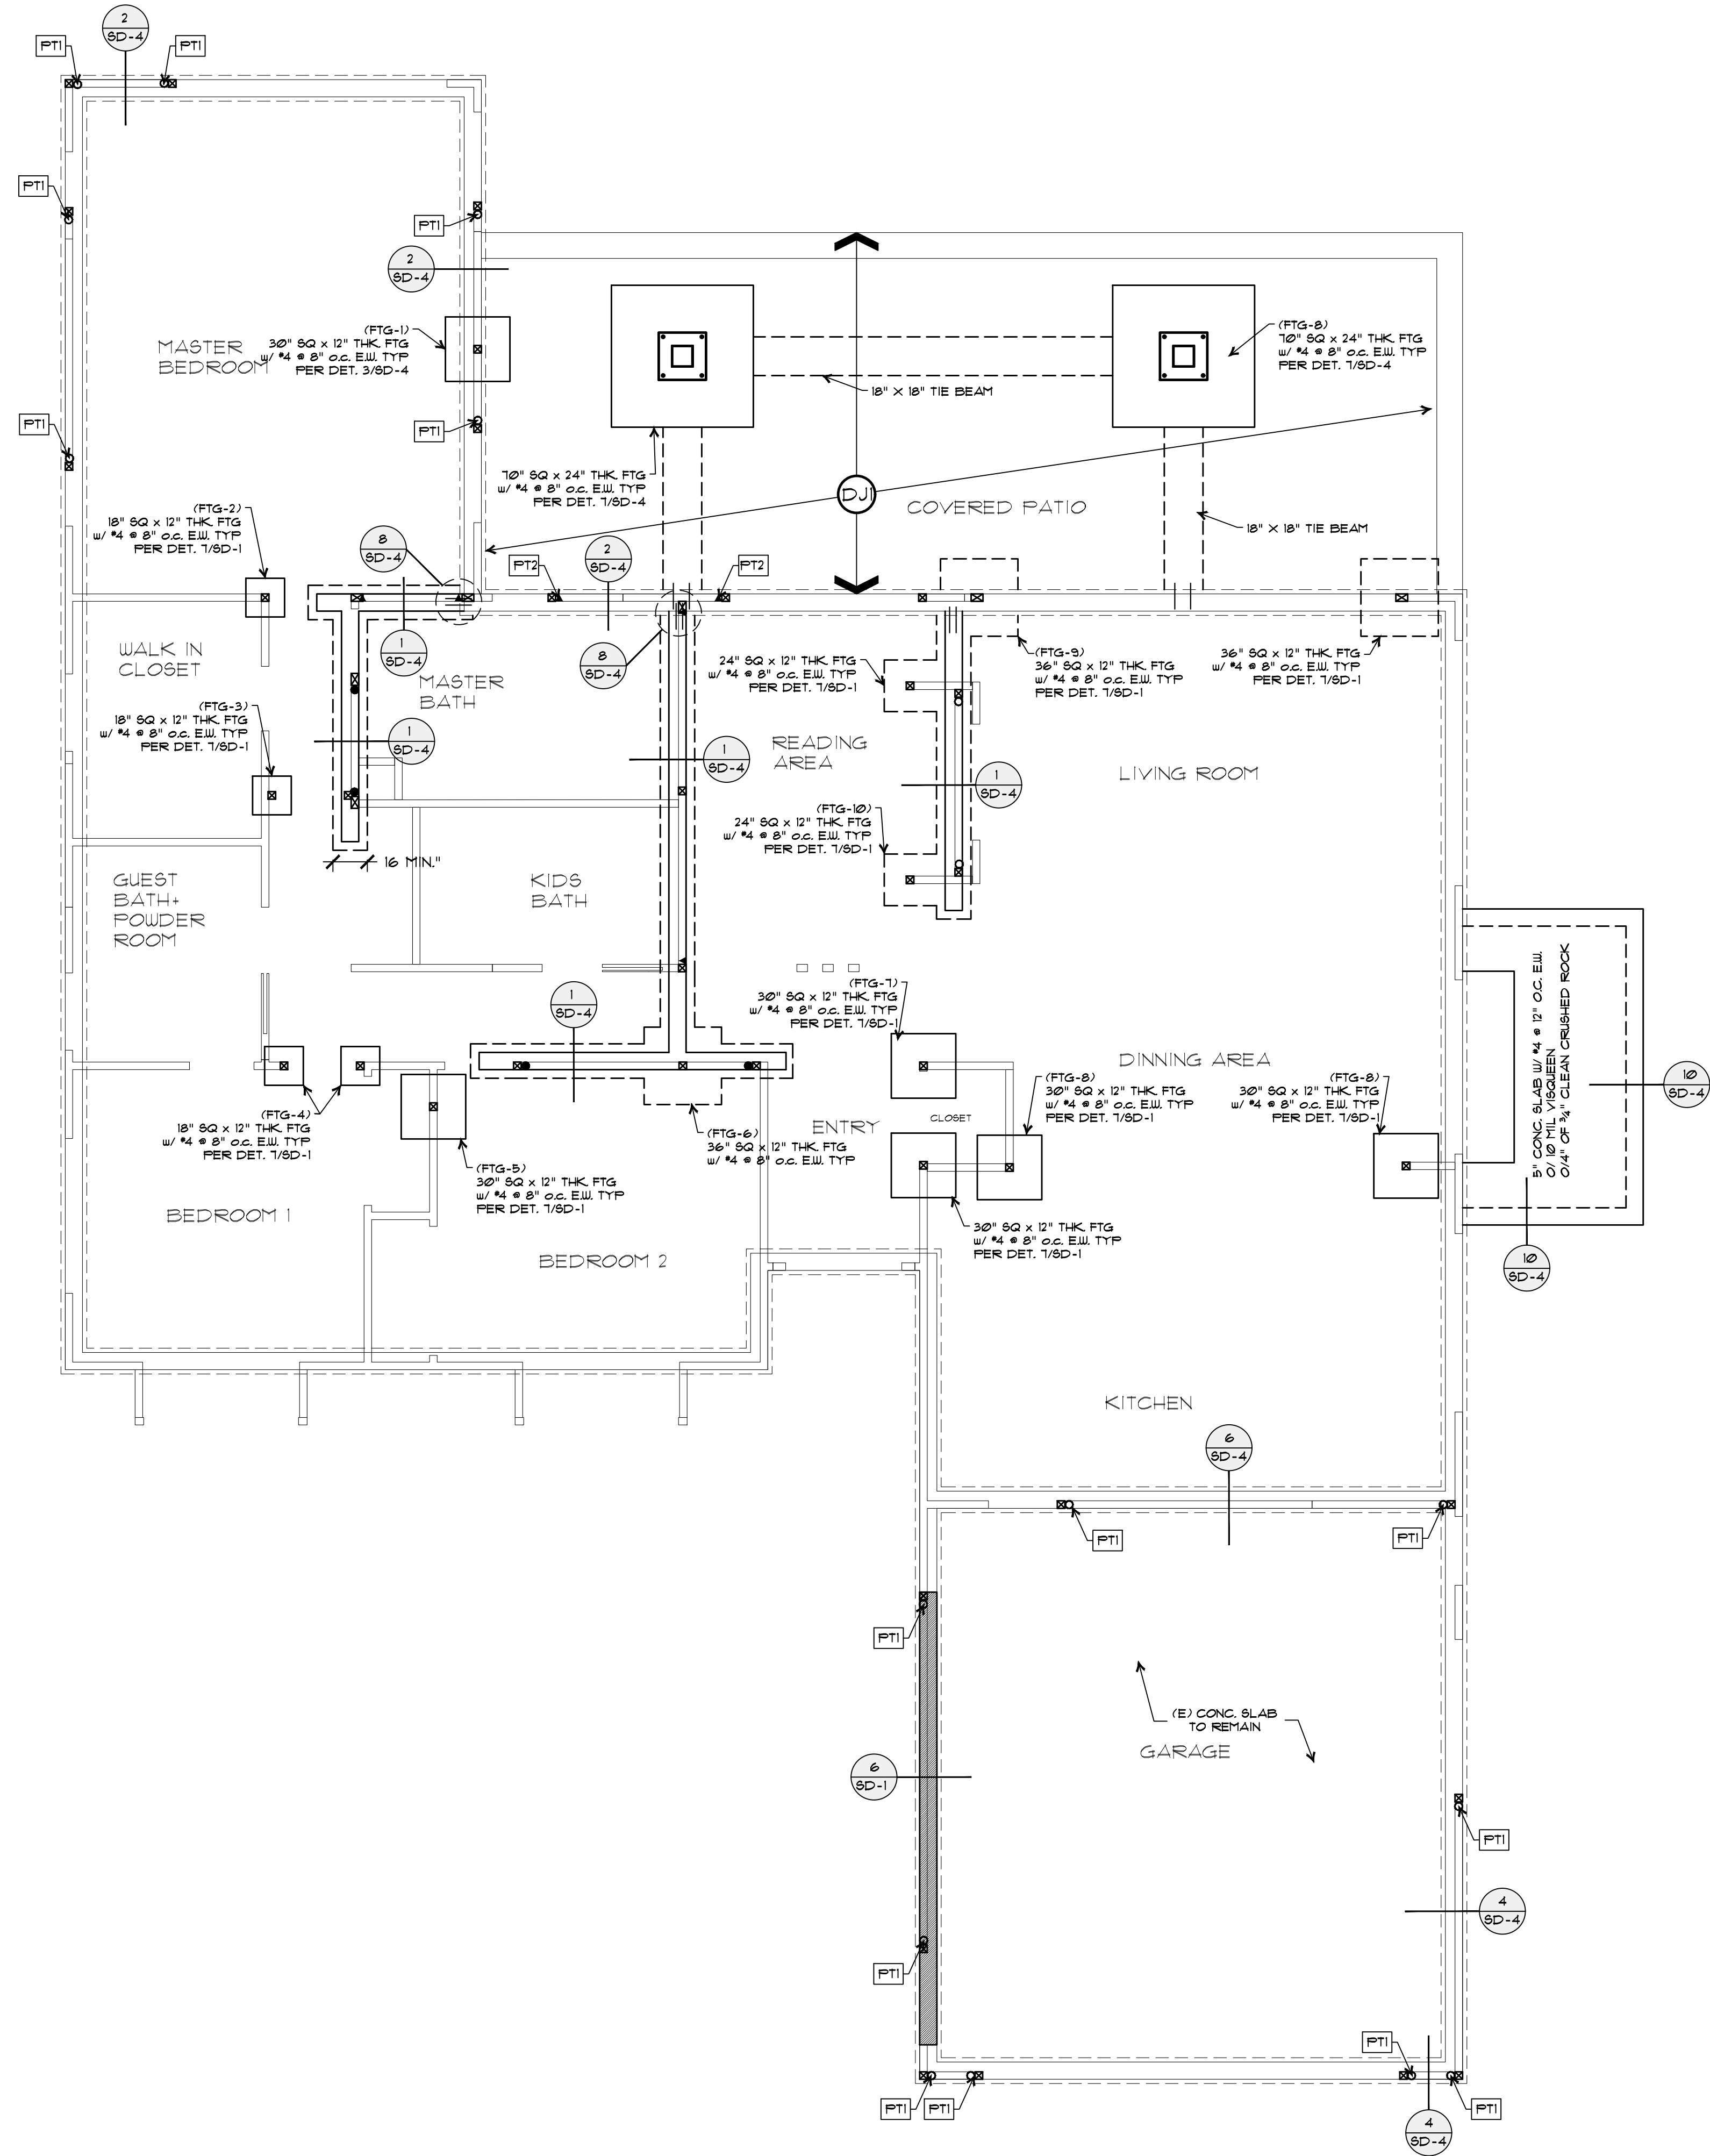 2
SD-4
PT1
PT1
PT1
PT1
2
SD-4
(FTG-1)
30" SQ x 12" THK. FTG
w/ #4 @ 8" o.c. E.W. TYP
PER DET. 3/SD-4
MASTER
BEDROOM
(FTG-8)
70" SQ x 24" THK FTG
w/ #4 @ 8" o.c. E.W. TYP
PER DET. 7/SD-4
18" X 18" TIE BEAM
PT1
PT1
70" SQ x 24" THK. FTG
w/ #4 @ 8" o.c. E.W. TYP
PER DET. 7/SD-4
DJ1
COVERED PATIO
18" X 18" TIE BEAM
(FTG-2)
18" SQ x 12" THK. FTG
w/ #4 @ 8" o.c. E.W. TYP
PER DET. 7/SD-1
8
SD-4
2
SD-4
PT2
PT2
WALK IN
CLOSET
1
SD-4
8
SD-4
MASTER
BATH
24" SQ x 12" THK. FTG
w/ #4 @ 8" o.c. E.W. TYP
PER DET. 7/SD-1
(FTG-9)
36" SQ x 12" THK. FTG
w/ #4 @ 8" o.c. E.W. TYP
PER DET. 7/SD-1
36" SQ x 12" THK. FTG
w/ #4 @ 8" o.c. E.W. TYP
PER DET. 7/SD-1
(FTG-3)
18" SQ x 12" THK. FTG
w/ #4 @ 8" o.c. E.W. TYP
PER DET. 7/SD-1
1
SD-4
1
SD-4
READING
AREA
1
SD-4
LIVING ROOM
(FTG-10)
24" SQ x 12" THK. FTG
w/ #4 @ 8" o.c. E.W. TYP
PER DET. 7/SD-1
16 MIN."
GUEST
BATH+
POWDER
ROOM
KIDS
BATH
1
SD-4
(FTG-7)
30" SQ x 12" THK. FTG
w/ #4 @ 8" o.c. E.W. TYP
PER DET. 7/SD-1
5" CONC. SLAB W/ #4 @ 12" O.C. E.W.
O/ 10 MIL VISQUEEN
O/4" OF 3/4" CLEAN CRUSHED ROCK
DINNING AREA
10
SD-4
(FTG-4)
18" SQ x 12" THK. FTG
w/ #4 @ 8" o.c. E.W. TYP
PER DET. 7/SD-1
(FTG-6)
36" SQ x 12" THK. FTG
w/ #4 @ 8" o.c. E.W. TYP
ENTRY
CLOSET
(FTG-8)
30" SQ x 12" THK. FTG
w/ #4 @ 8" o.c. E.W. TYP
PER DET. 7/SD-1
(FTG-8)
30" SQ x 12" THK. FTG
w/ #4 @ 8" o.c. E.W. TYP
PER DET. 7/SD-1
(FTG-5)
30" SQ x 12" THK. FTG
w/ #4 @ 8" o.c. E.W. TYP
PER DET. 7/SD-1
BEDROOM 1
BEDROOM 2
30" SQ x 12" THK. FTG
w/ #4 @ 8" o.c. E.W. TYP
PER DET. 7/SD-1
10
SD-4
KITCHEN
6
SD-4
PT1
PT1
PT1
(E) CONC. SLAB
TO REMAIN
GARAGE
6
SD-1
PT1
4
SD-4
PT1
PT1
PT1
PT1
PT1
4
SD-4